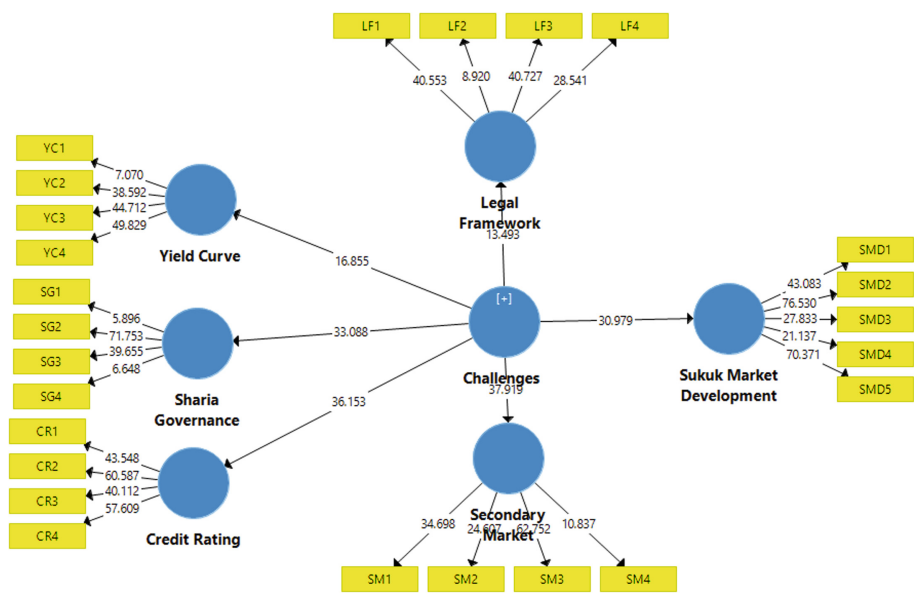 LF1 LF2 LF3 LF4
40.553 8.920 40.727 28.541
Legal
Framework
13.493
YC1
YC2
YC3
YC4
7.070
38.592
44.712
49.829
Yield Curve
16.855
SG1
SG2
SG3
SG4
5.896
71.753
39.655
6.648
Sharia
Governance
33.088
[+]
Challenges
30.979
SMD1
SMD2
SMD3
SMD4
SMD5
43.083
76.530
27.833
21.137
70.371
Sukuk Market
Development
CR1
CR2
CR3
CR4
43.548
60.587
40.112
57.609
Credit Rating
36.153
37.919
Secondary
Market
34.698 24.607 62.752 10.837
SM1 SM2 SM3 SM4